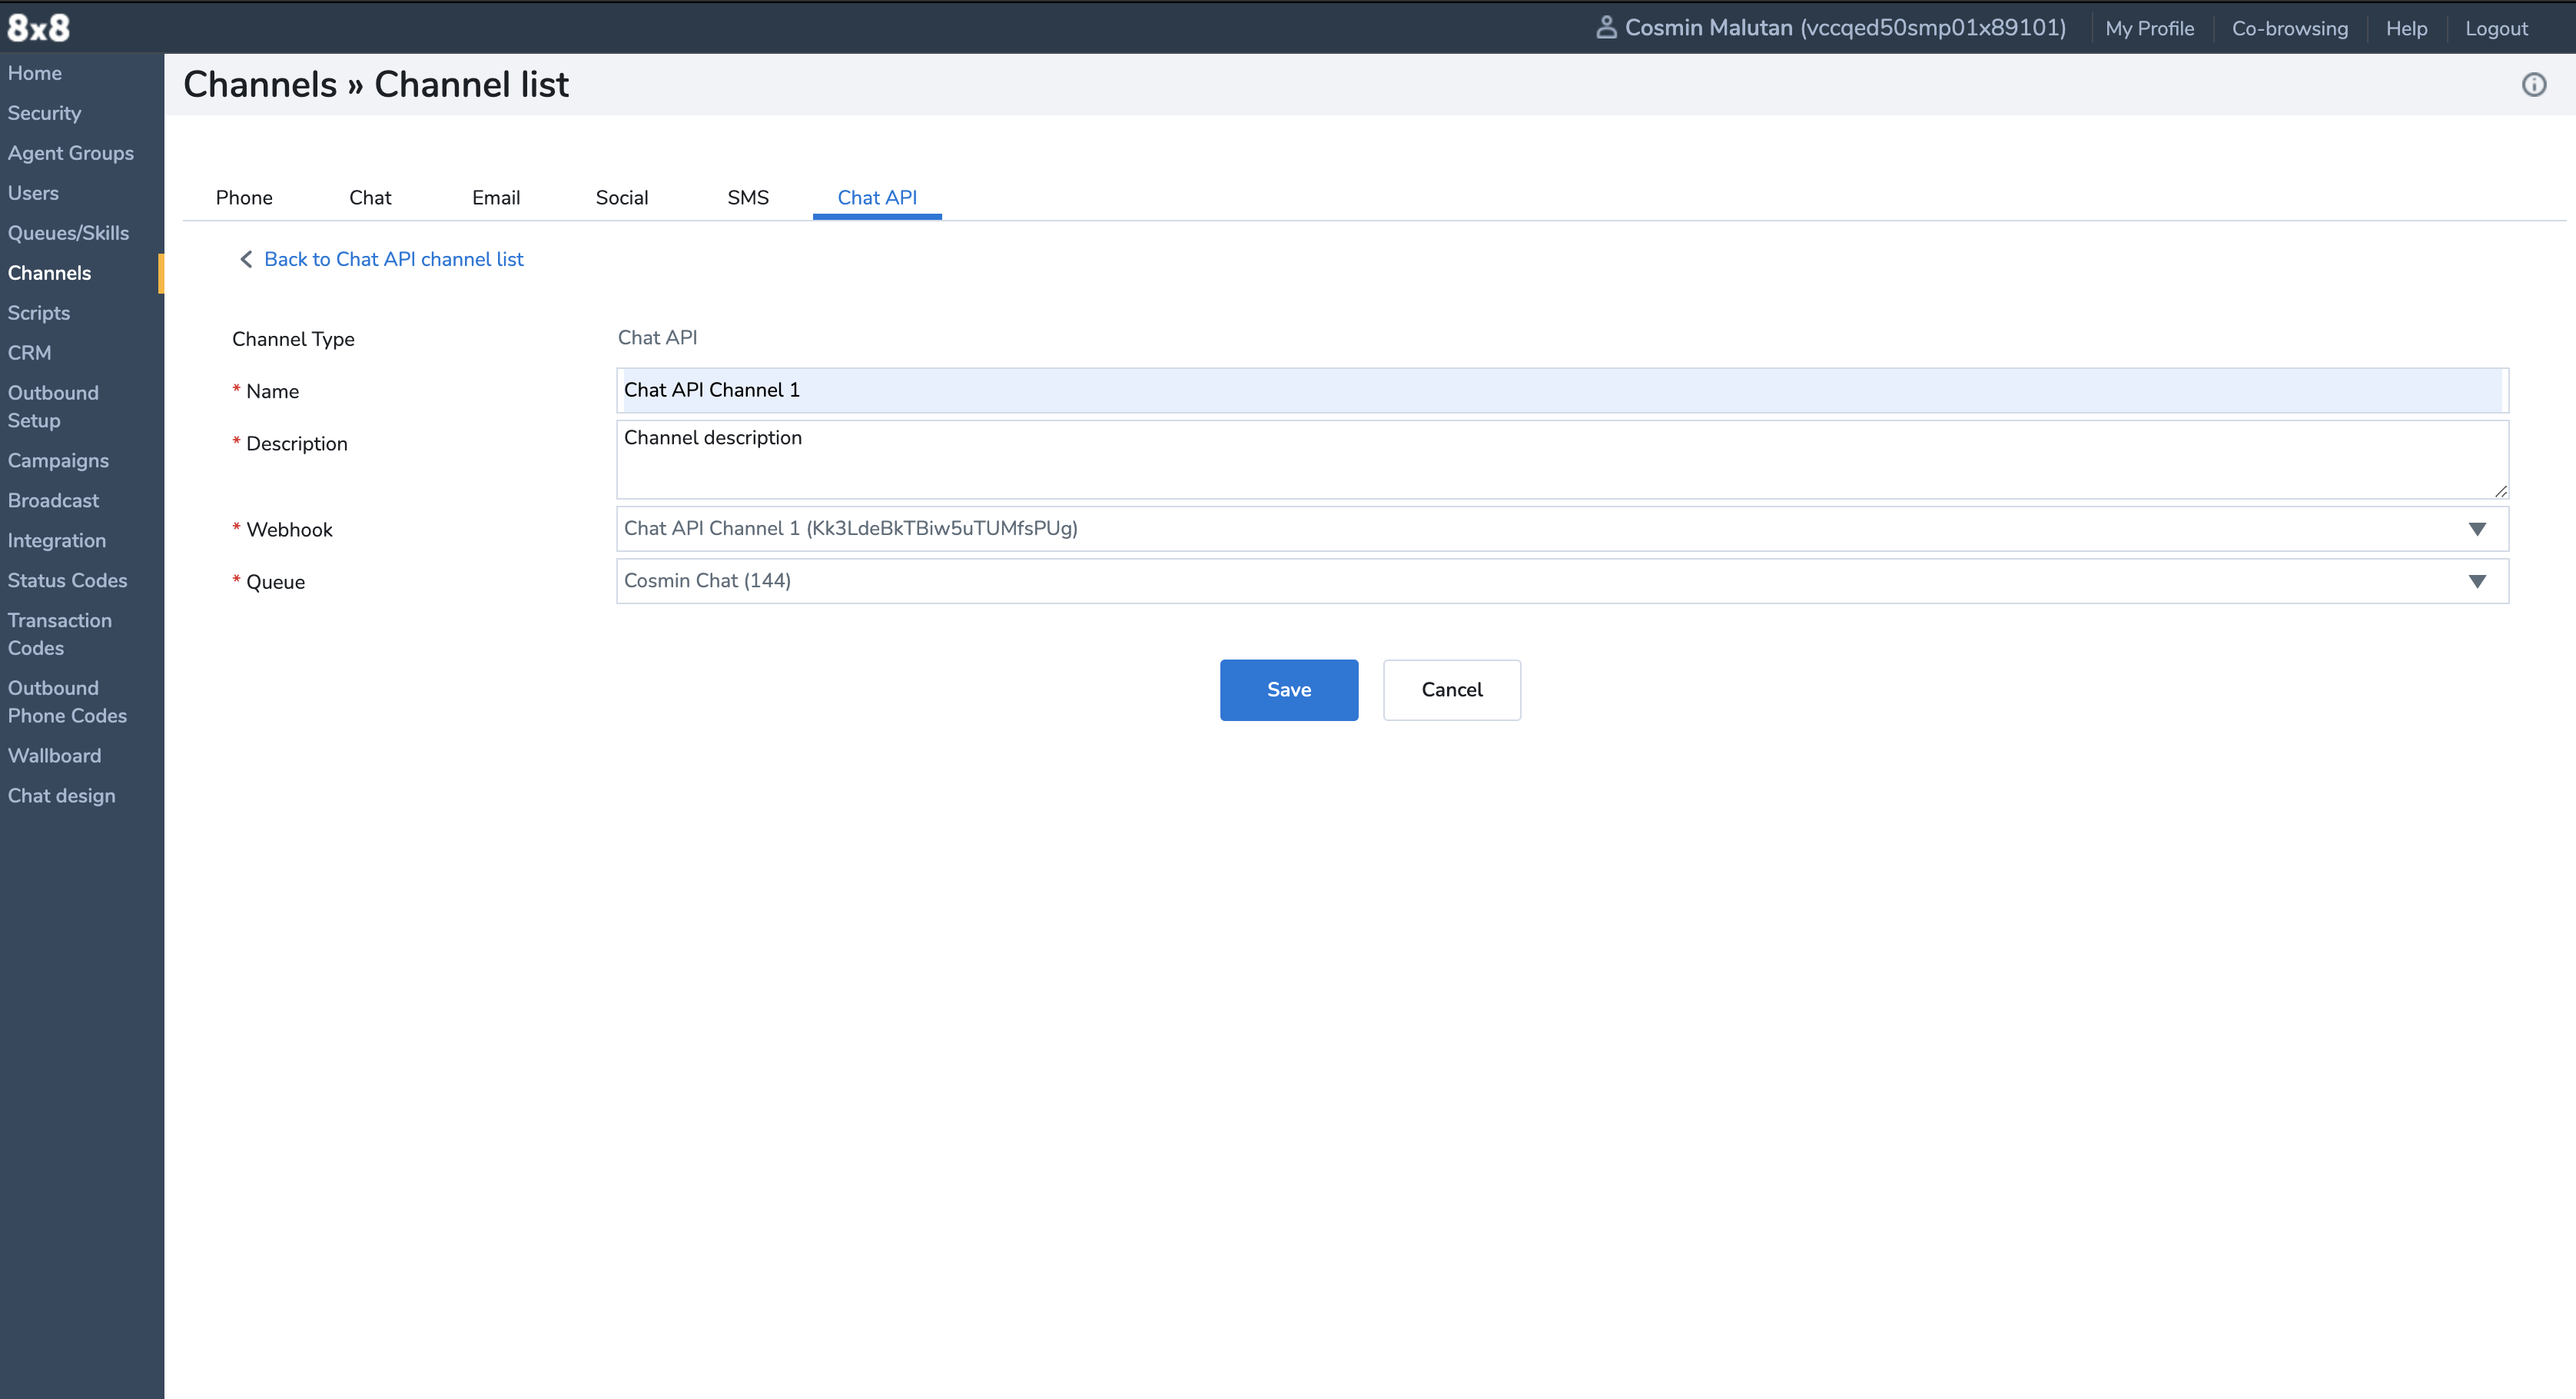 8x8
Cosmin Malutan (vccqed50smp01x89101)
My Profile
Co-browsing
Help
Logout
Home
Security
Agent Groups
Users
Queues/Skills
Channels
Scripts
CRM
Outbound
Setup
Campaigns
Broadcast
Integration
Status Codes
Transaction
Codes
Outbound
Phone Codes
Wallboard
Chat design
Channels » Channel list
Phone
Chat
Email
Social
SMS
Chat API
Back to Chat API channel list
Channel Type
Chat API
* Name
Chat API Channel 1
* Description
Channel description
* Webhook
Chat API Channel 1 (Kk3LdeBkTBiw5uTUMfsPUg)
* Queue
Cosmin Chat (144)
Save
Cancel